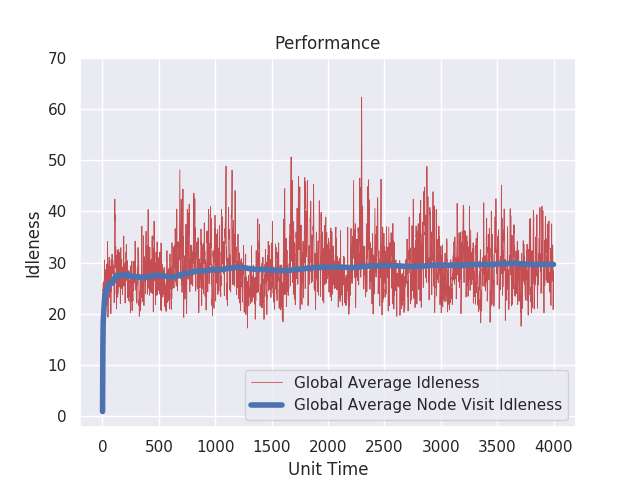 Performance
Idleness
70
60
50
40
30
20
10
0
Global Average Idleness
Global Average Node Visit Idleness
0 500 1000 1500 2000 2500 3000 3500 4000
Unit Time